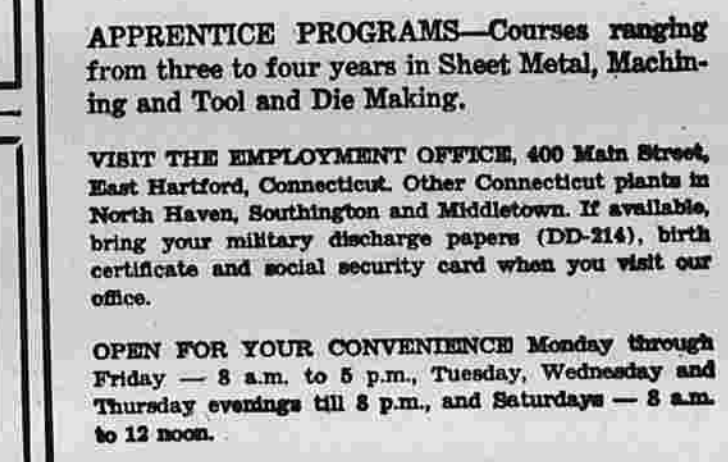 APPRENTICE PROGRAMS—Courses ranging
from three to four years in Sheet Metal, Machin-
ing and Tool and Die Making.
VISIT THE EMPLOYMENT OFFICE, 400 Main Street,
East Hartford, Connecticut. Other Connecticut plants in
North Haven, Southington and Middletown. If available,
bring your military discharge papers (DD-214), birth
certificate and social security card when you visit our
office.
OPEN FOR YOUR CONVENIENCE Monday through
Friday — 8 a.m. to 5 p.m., Tuesday, Wednesday and
Thursday evenings till 8 p.m., and Saturdays — 8 a.m.
to 12 noon.